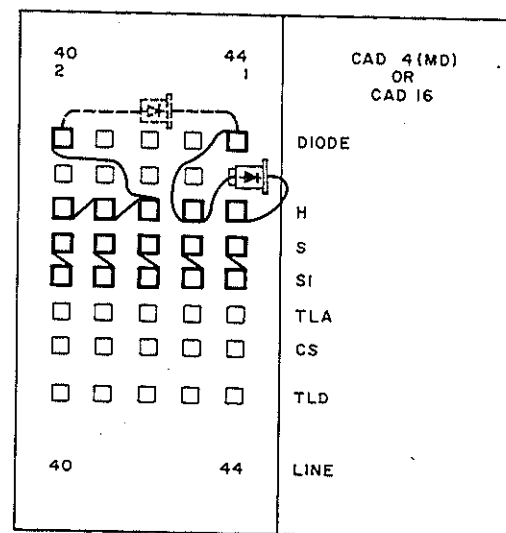 40 44
2 1
CAD 4(MD)
OR
CAD 16
DIODE
H
S
SI
TLA
CS
TLD
40 44 LINE